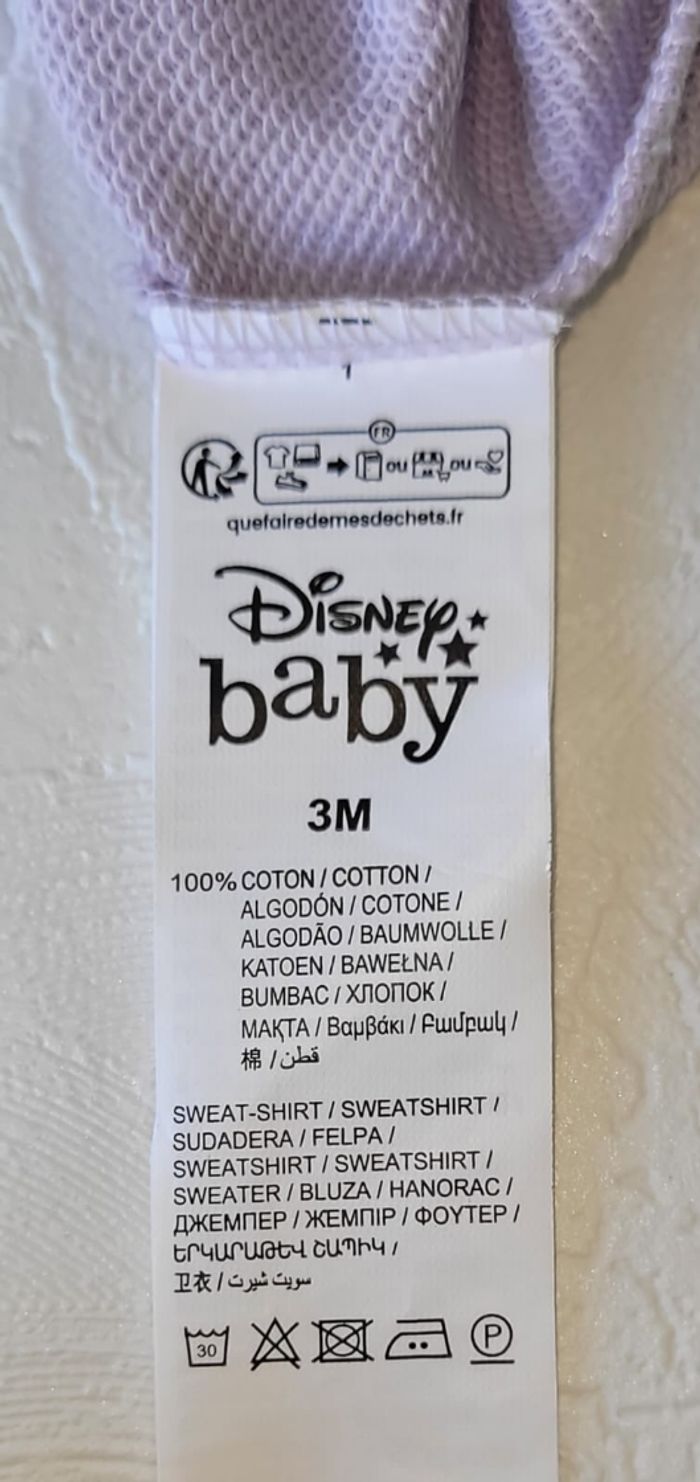 1
FR
OU OU
quefairedemesdechets.fr
Disney
baby
3M
100% COTON / COTTON /
ALGODÓN / COTONE /
ALGODÃO / BAUMWOLLE /
KATOEN / BAWEŁNA /
BUMBAC / ХЛОПОК /
МАҚТА / Βαμβάκι / Բամբակ /
棉 / قطن
SWEAT-SHIRT / SWEATSHIRT /
SUDADERA / FELPA /
SWEATSHIRT / SWEATSHIRT /
SWEATER / BLUZA / HANORAC /
ДЖЕМПЕР / ЖЕМПІР / ΦΟΥΤΕΡ /
ԵՐԿԱՐԱԹԵՎ ՇԱՊԻԿ /
卫衣 / سويت شيرت
30 P